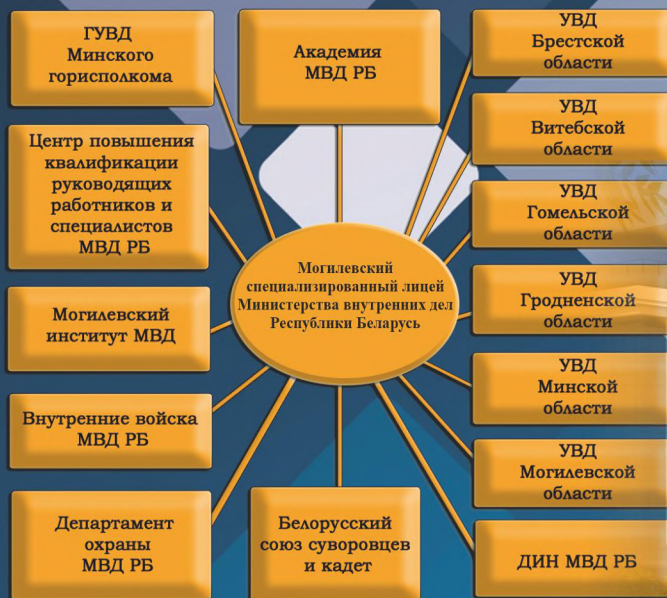 ГУВД
Минского
горисполкома
Академия
МВД РБ
УВД
Брестской
области
Центр повышения
квалификации
руководящих
работников и
специалистов
МВД РБ
УВД
Витебской
области
УВД
Гомельской
области
Могилевский
специализированный лицей
Министерства внутренних дел
Республики Беларусь
УВД
Гродненской
области
Могилевский
институт МВД
УВД
Минской
области
Внутренние войска
МВД РБ
УВД
Могилевской
области
Департамент
охраны
МВД РБ
Белорусский
союз суворовцев
и кадет
ДИН МВД РБ